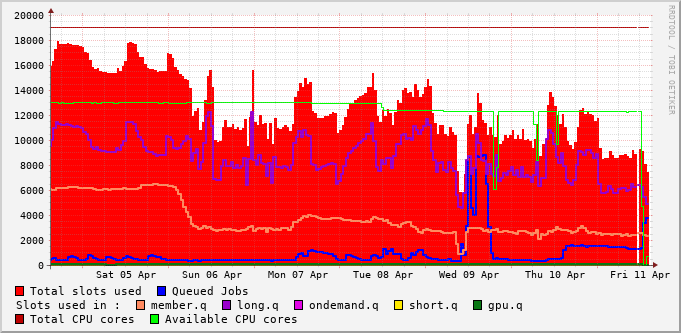 20000
18000
16000
14000
12000
10000
8000
6000
4000
2000
0
Sat 05 Apr Sun 06 Apr Mon 07 Apr Tue 08 Apr Wed 09 Apr Thu 10 Apr Fri 11 Apr
Total slots used Queued Jobs
Slots used in : member.q long.q ondemand.q short.q gpu.q
Total CPU cores Available CPU cores
RRDTOOL / TOBI OETIKER